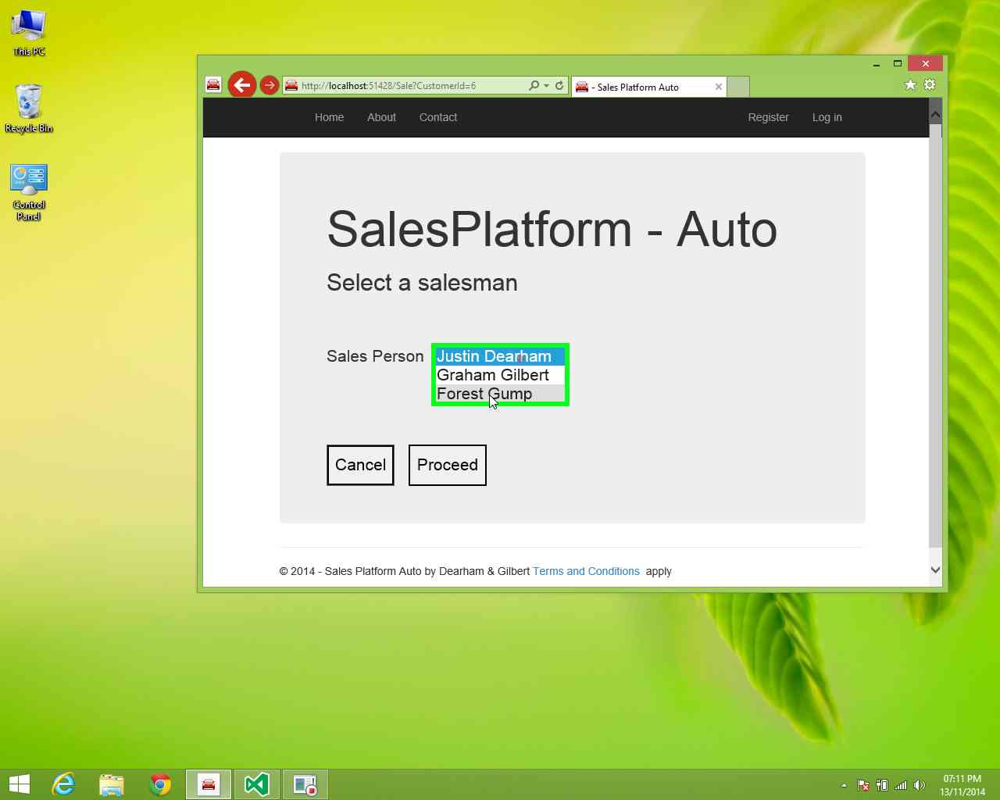 This PC
Recycle Bin
Control
Panel
http://localhost:51428/Sale?CustomerId=6
- Sales Platform Auto
Home About Contact Register Log in
SalesPlatform - Auto
Select a salesman
Sales Person Justin Dearham
Graham Gilbert
Forest Gump
Cancel Proceed
© 2014 - Sales Platform Auto by Dearham & Gilbert Terms and Conditions apply
07:11 PM
13/11/2014